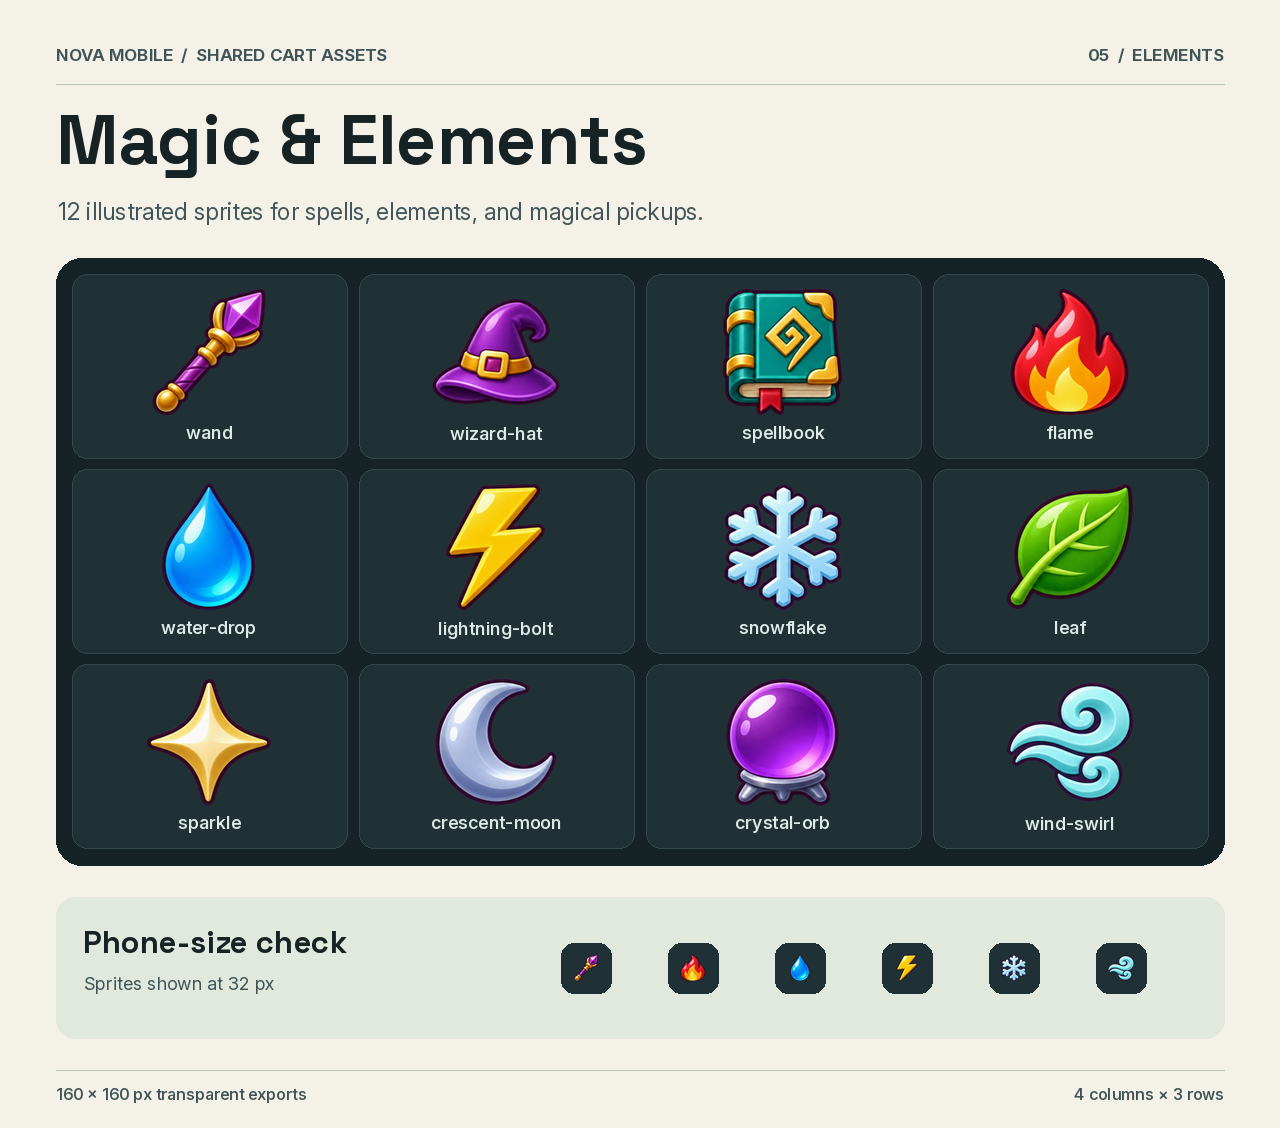 NOVA MOBILE / SHARED CART ASSETS
05 / ELEMENTS
Magic & Elements
12 illustrated sprites for spells, elements, and magical pickups.
wand
wizard-hat
spellbook
flame
water-drop
lightning-bolt
snowflake
leaf
sparkle
crescent-moon
crystal-orb
wind-swirl
Phone-size check
Sprites shown at 32 px
160 × 160 px transparent exports
4 columns × 3 rows